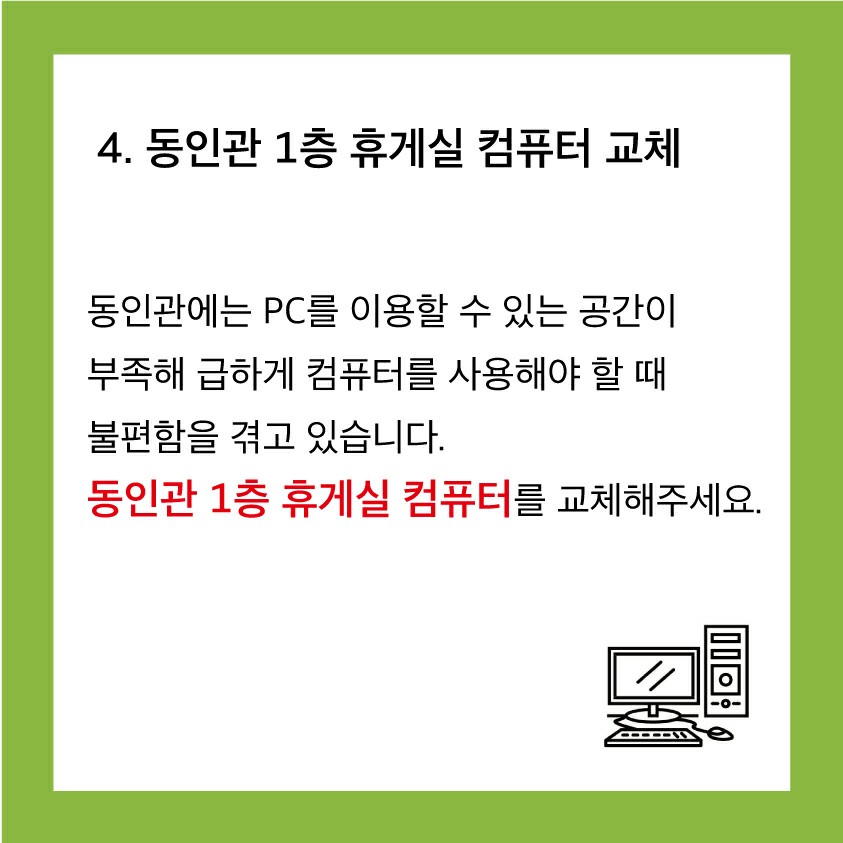 4. 동인관 1층 휴게실 컴퓨터 교체
동인관에는 PC를 이용할 수 있는 공간이
부족해 급하게 컴퓨터를 사용해야 할 때
불편함을 겪고 있습니다.
동인관 1층 휴게실 컴퓨터를 교체해주세요.